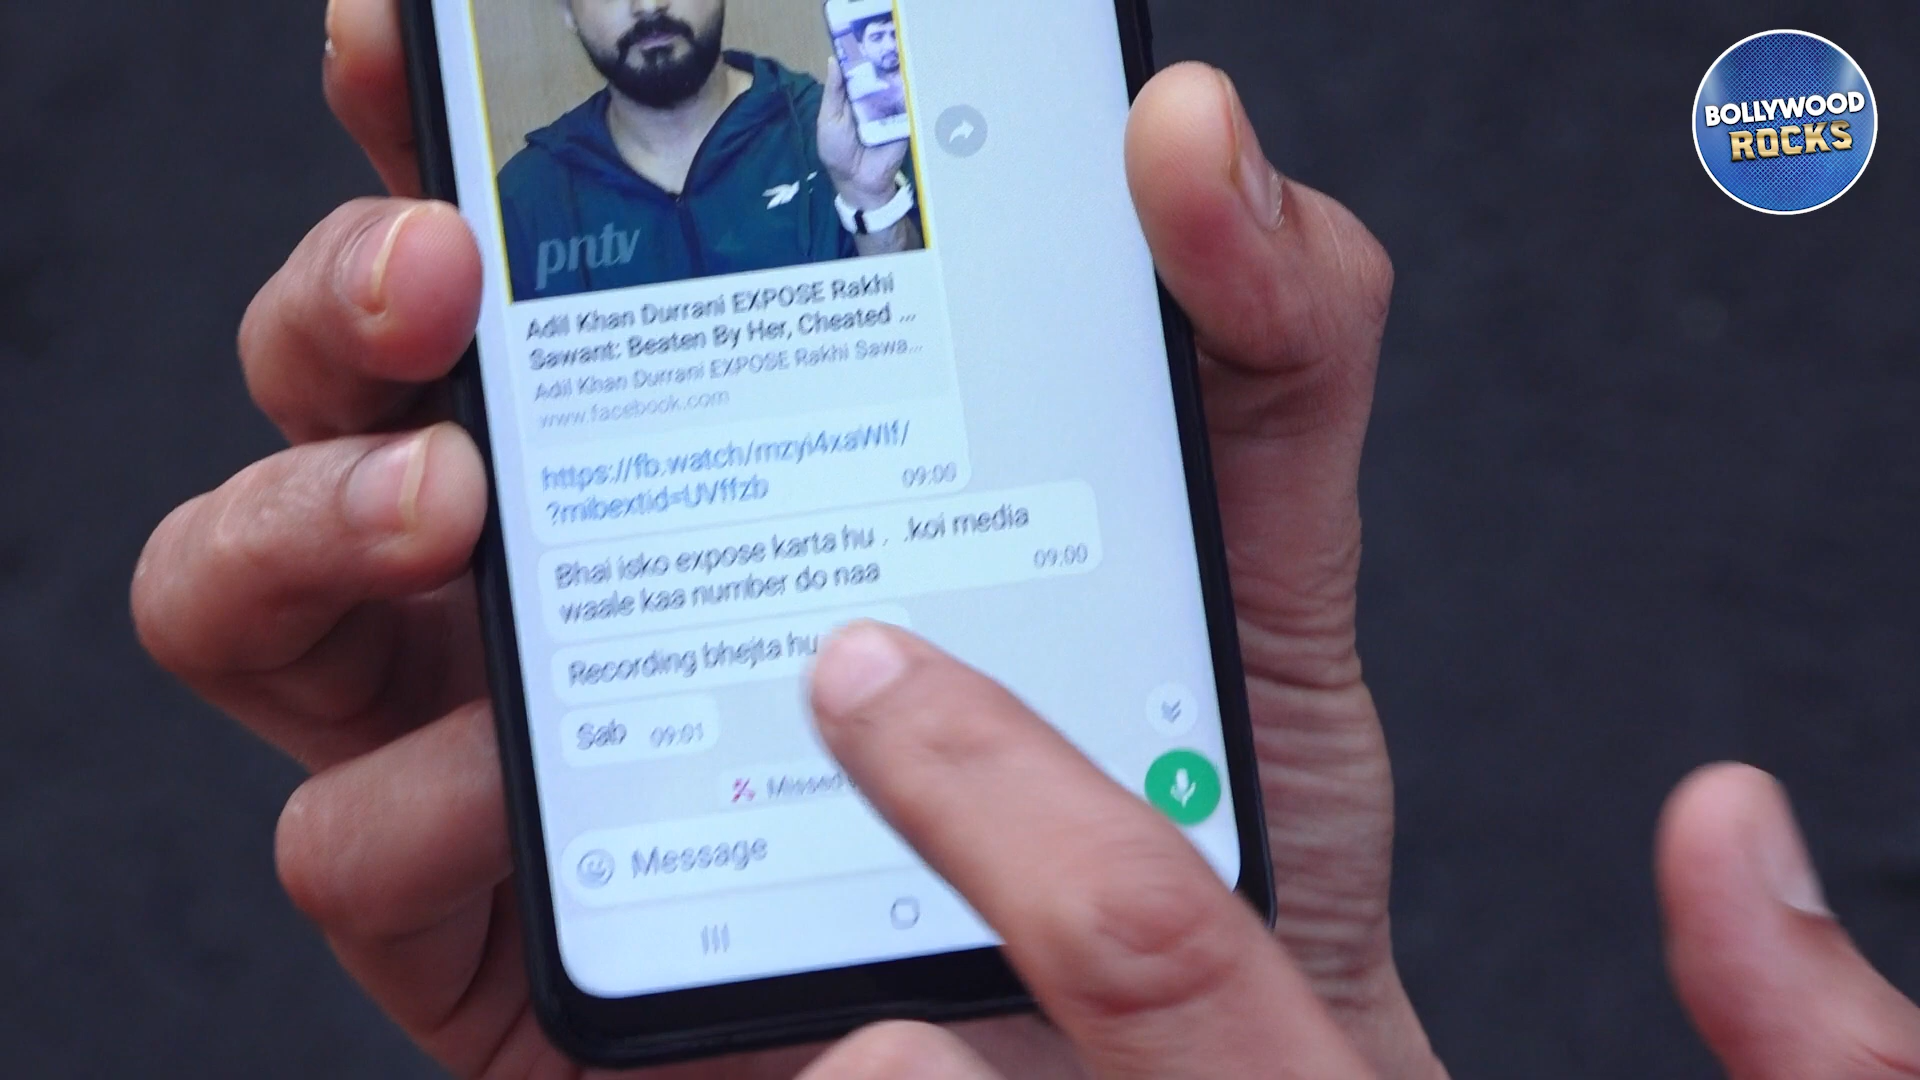 BOLLYWOOD
ROCKS
pntv
Adil Khan Durrani EXPOSE Rakhi
Sawant: Beaten By Her, Cheated ...
Adil Khan Durrani EXPOSE Rakhi Sawa...
www.facebook.com
https://fb.watch/mzyi4xaWIf/
?mibextid=UVffzb
09:00
Bhai isko expose karta hu , .koi media
waale kaa number do naa
09:00
Recording bhejta hu
Sab 09:01
Missed
Message